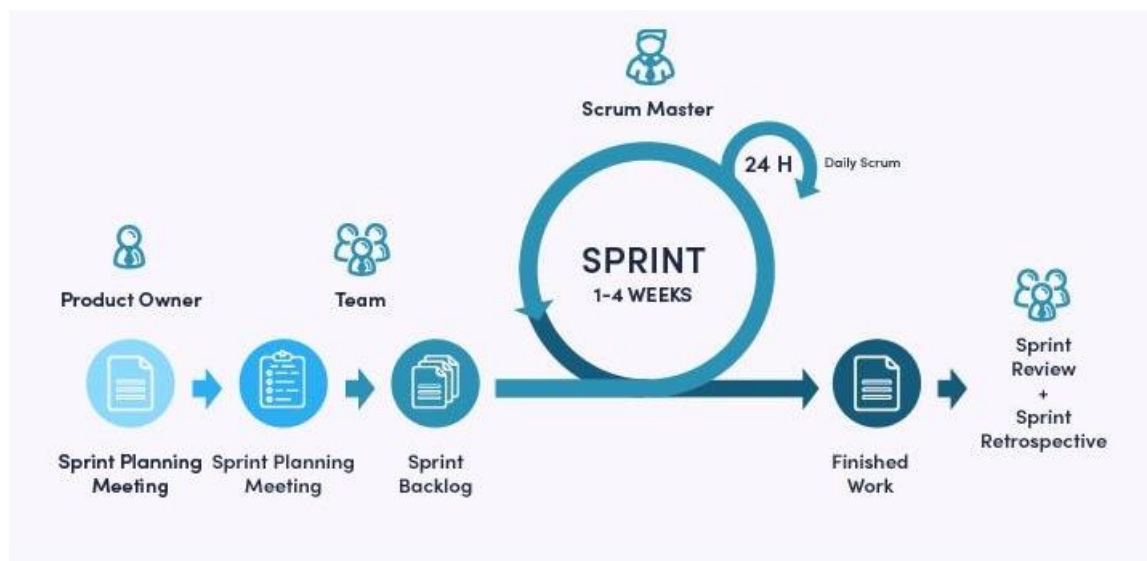 Scrum Master
24 H
Daily Scrum
SPRINT
1-4 WEEKS
Product Owner
Team
Sprint Planning
Meeting
Sprint Planning
Meeting
Sprint
Backlog
Finished
Work
Sprint
Review
+
Sprint
Retrospective